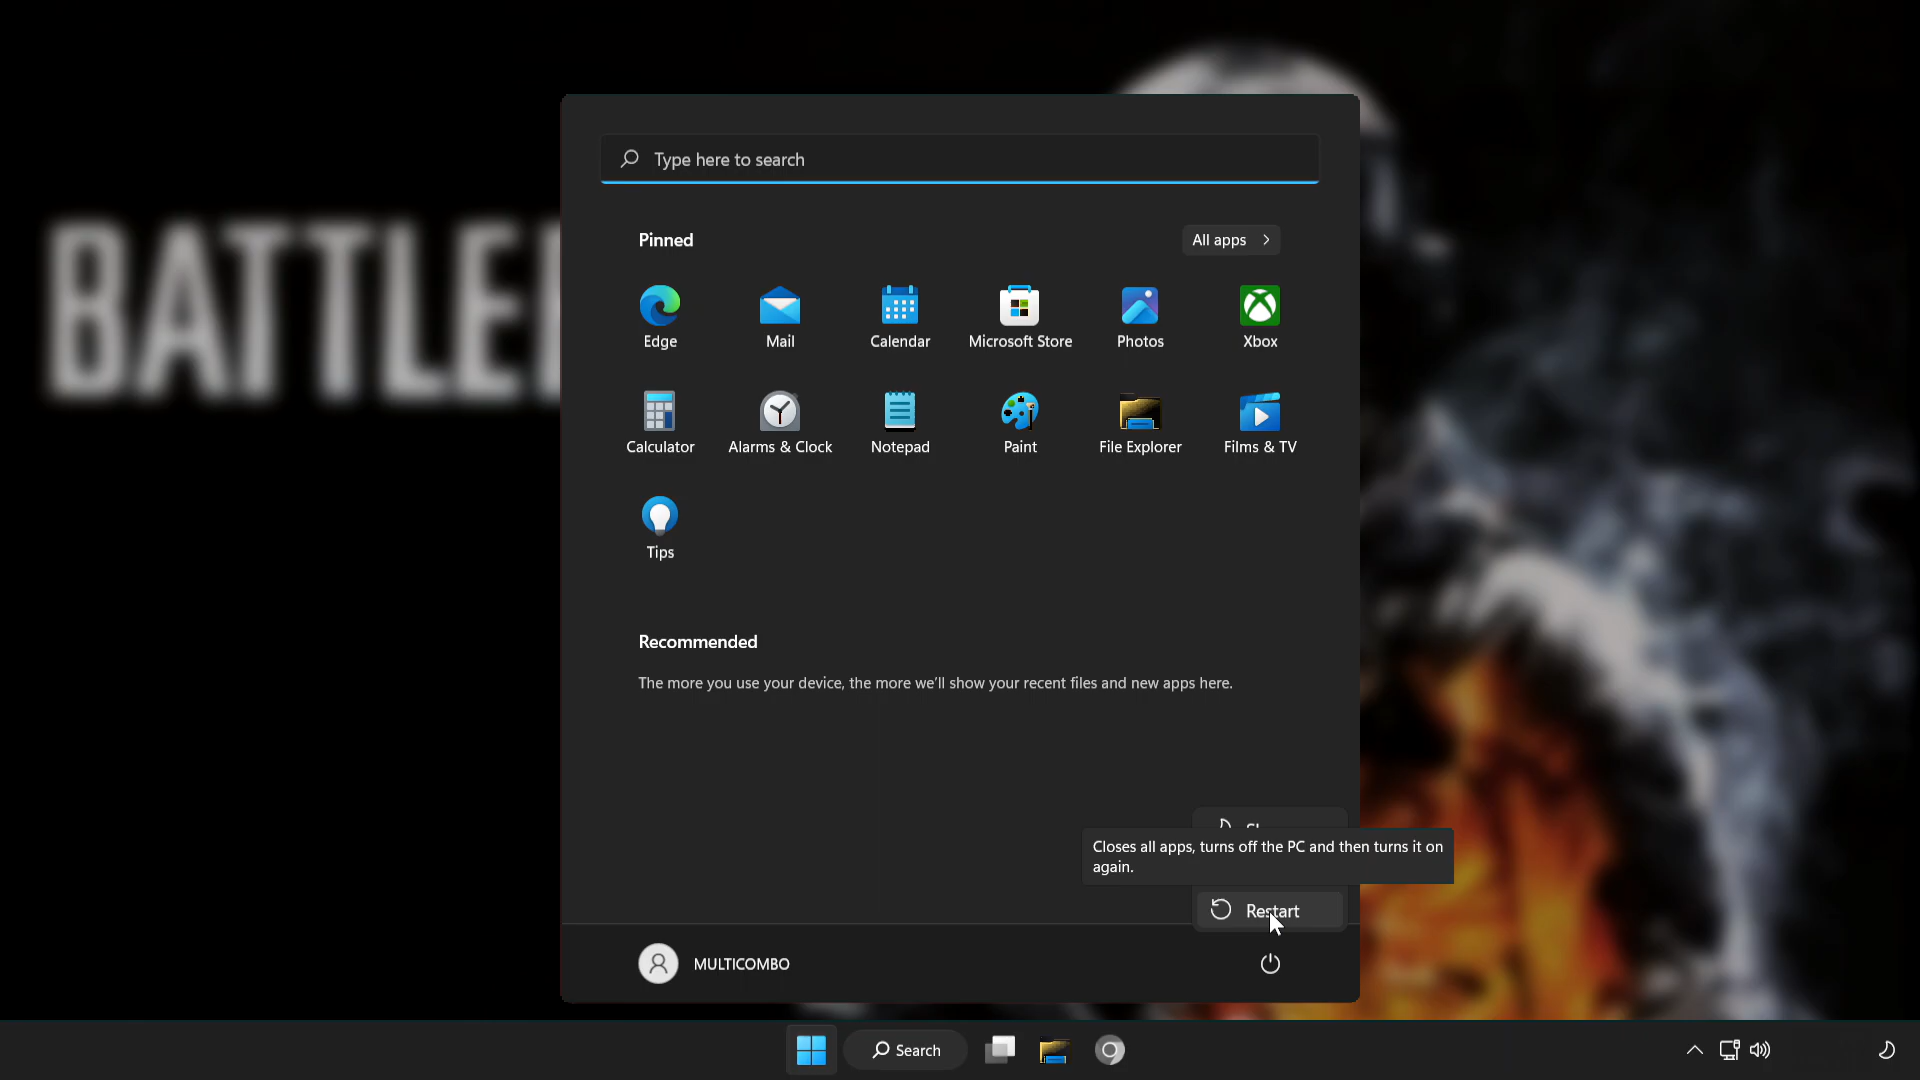 Type here to search
Pinned
All apps
Edge
Mail
Calendar
Microsoft Store
Photos
Xbox
Calculator
Alarms & Clock
Notepad
Paint
File Explorer
Films & TV
Tips
Recommended
The more you use your device, the more we'll show your recent files and new apps here.
Closes all apps, turns off the PC and then turns it on
again.
Restart
MULTICOMBO
Search